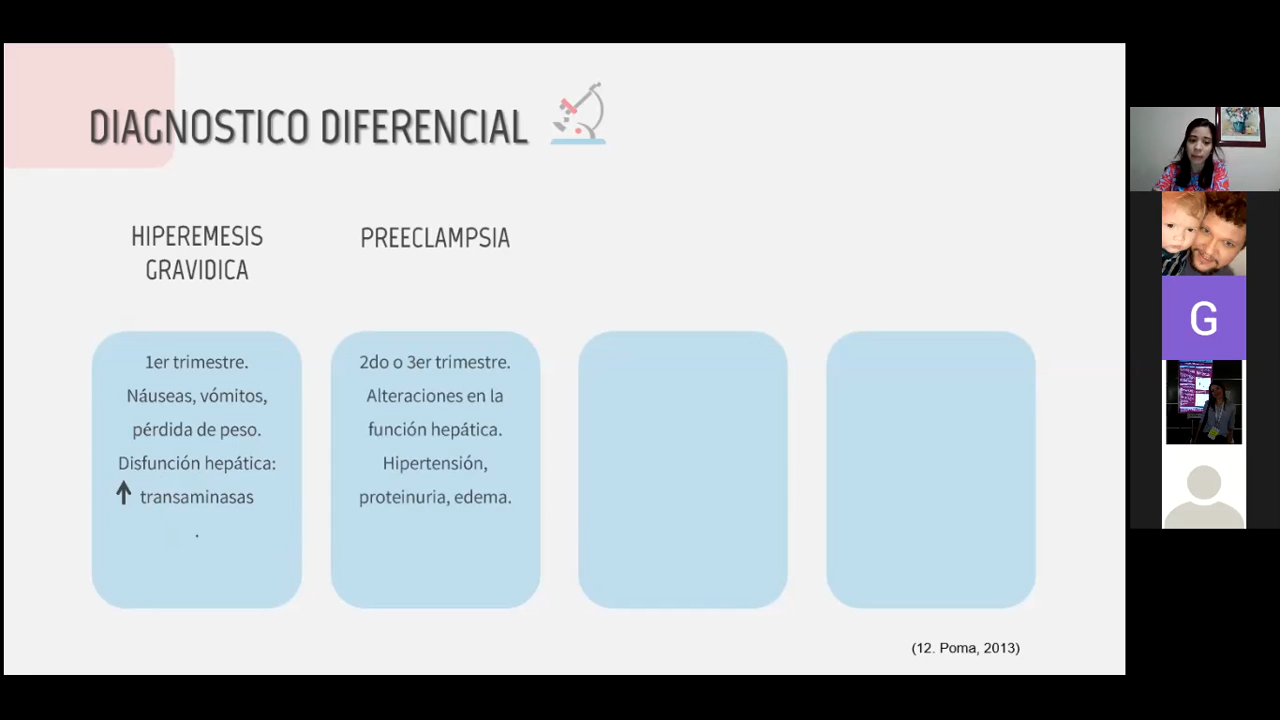 DIAGNOSTICO DIFERENCIAL
HIPEREMESIS
GRAVIDICA
1er trimestre.
Náuseas, vómitos,
pérdida de peso.
Disfunción hepática:
↑ transaminasas
.
PREECLAMPSIA
2do o 3er trimestre.
Alteraciones en la
función hepática.
Hipertensión,
proteinuria, edema.
(12. Poma, 2013)
G